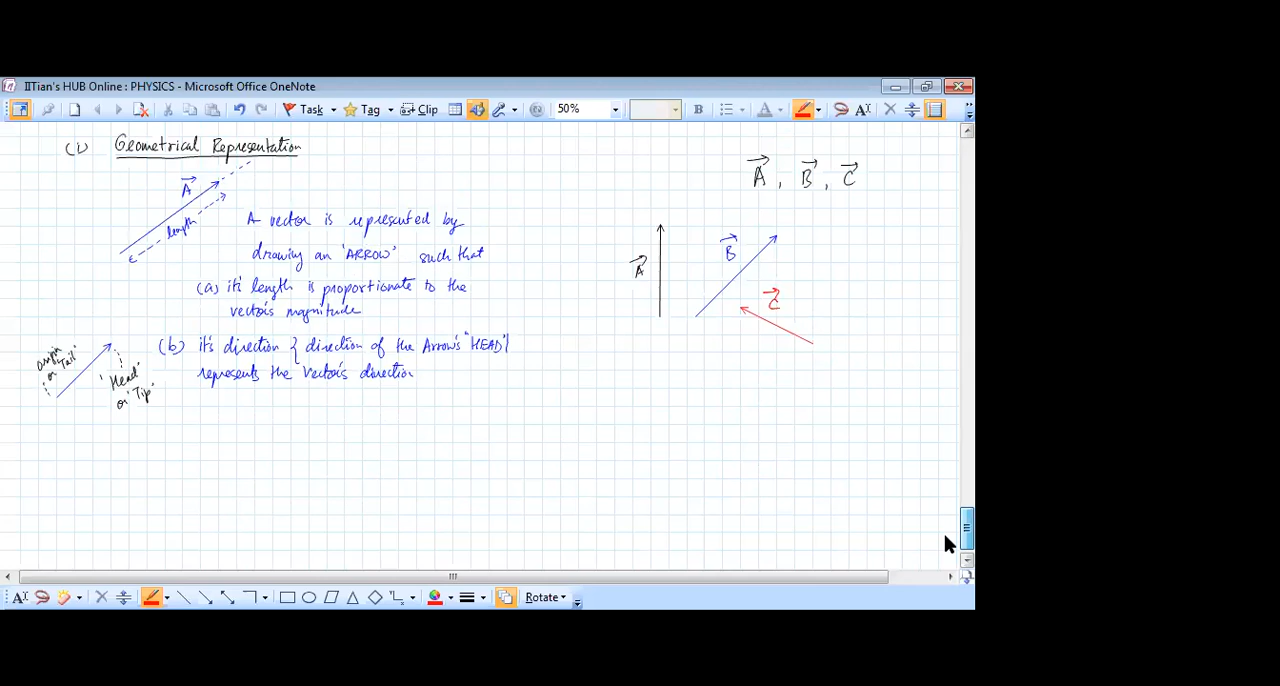 IITian's HUB Online : PHYSICS - Microsoft Office OneNote
Task Tag Clip 50% B A
(i) Geometrical Representation
A
length
A vector is represented by
drawing an 'ARROW' such that
(a) it's length is proportionate to the
vector's magnitude
(b) it's direction { direction of the Arrow's "HEAD"}
represents the Vector's direction
origin
or 'Tail'
'Head'
or 'Tip'
A, B, C
A
B
C
Rotate